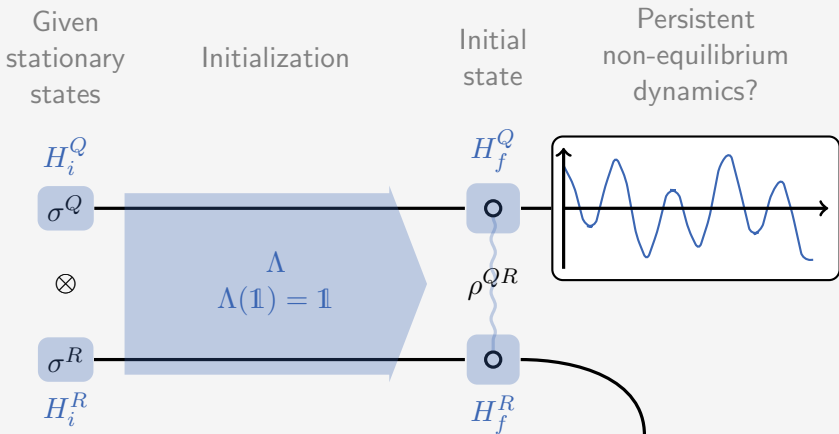 Given
stationary
states
Initialization
Initial
state
Persistent
non-equilibrium
dynamics?
H_i^Q
H_f^Q
σ^Q
⊗
Λ
Λ(𝟙) = 𝟙
ρ^{QR}
σ^R
H_i^R
H_f^R